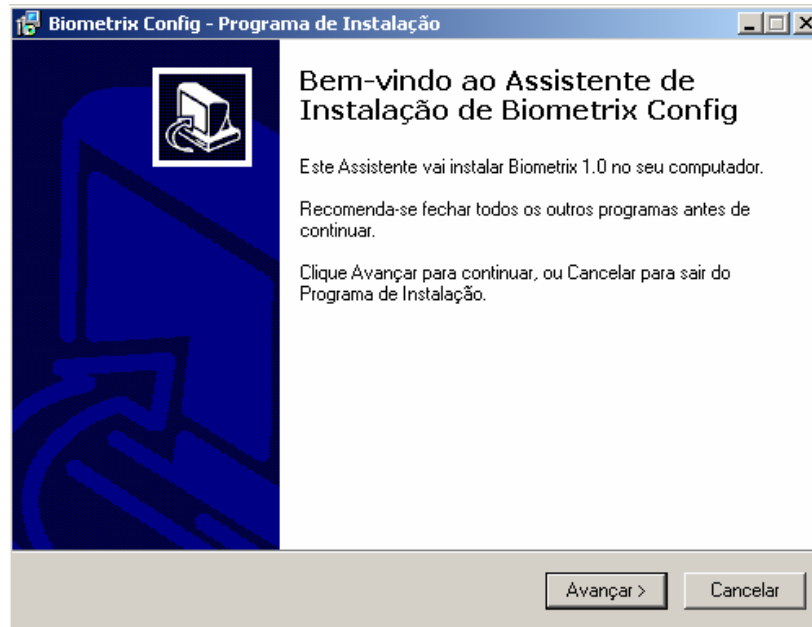 Biometrix Config - Programa de Instalação
Bem-vindo ao Assistente de
Instalação de Biometrix Config
Este Assistente vai instalar Biometrix 1.0 no seu computador.
Recomenda-se fechar todos os outros programas antes de
continuar.
Clique Avançar para continuar, ou Cancelar para sair do
Programa de Instalação.
Avançar >
Cancelar